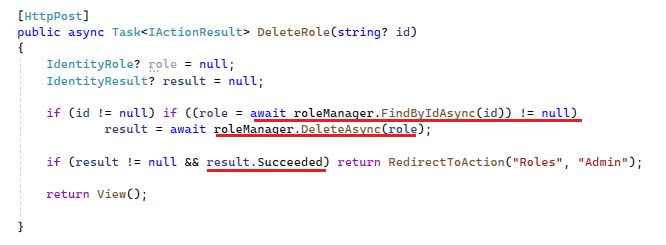 [HttpPost]
public async Task<IActionResult> DeleteRole(string? id)
{
IdentityRole? role = null;
IdentityResult? result = null;
if (id != null) if ((role = await roleManager.FindByIdAsync(id)) != null)
result = await roleManager.DeleteAsync(role);
if (result != null && result.Succeeded) return RedirectToAction("Roles", "Admin");
return View();
}